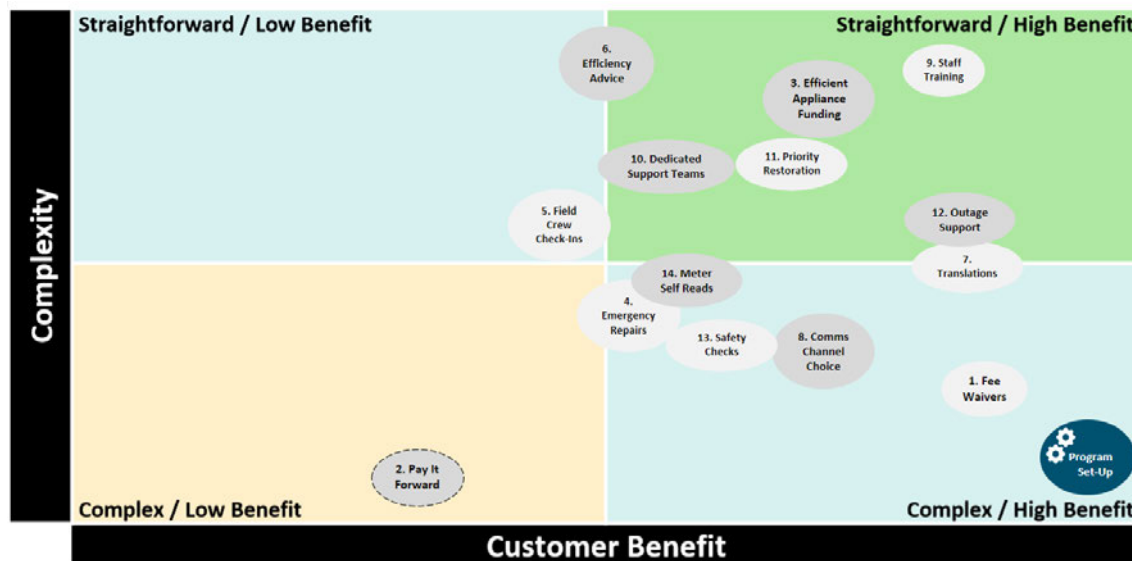 Straightforward / Low Benefit
Straightforward / High Benefit
6.
Efficiency
Advice
9. Staff
Training
3. Efficient
Appliance
Funding
10. Dedicated
Support Teams
11. Priority
Restoration
5. Field
Crew
Check-Ins
12. Outage
Support
7.
Translations
14. Meter
Self Reads
4.
Emergency
Repairs
13. Safety
Checks
8. Comms
Channel
Choice
1. Fee
Waivers
2. Pay It
Forward
Program
Set-Up
Complex / Low Benefit
Complex / High Benefit
Complexity
Customer Benefit